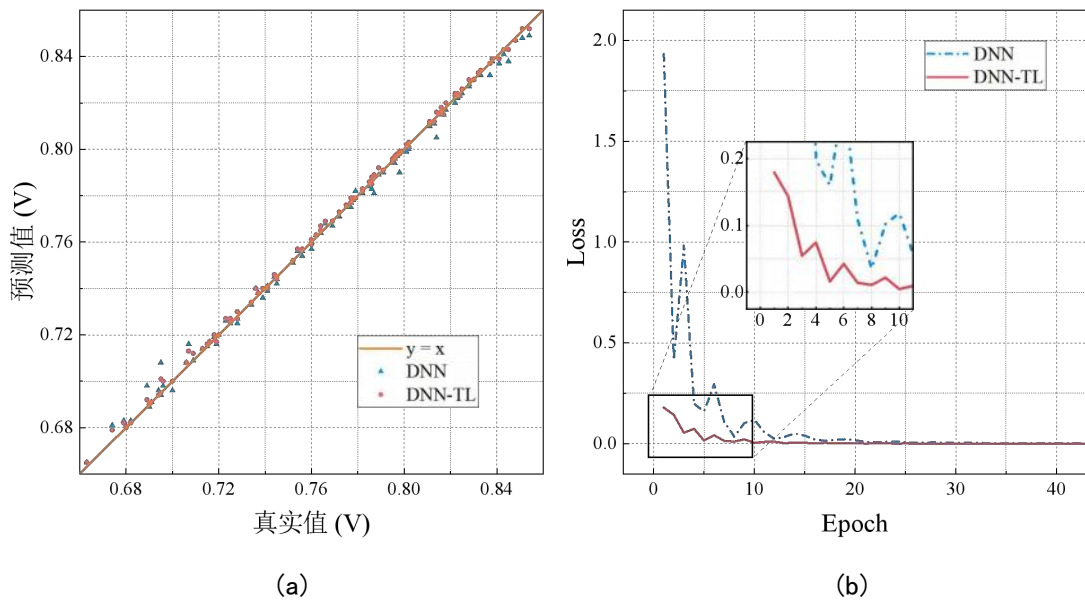 0.84
0.80
0.76
0.72
0.68
预测值 (V)
0.68 0.72 0.76 0.80 0.84
真实值 (V)
y = x
DNN
DNN-TL
(a)
2.0
1.5
1.0
0.5
0.0
Loss
DNN
DNN-TL
0.2
0.1
0.0
0 2 4 6 8 10
0 10 20 30 40
Epoch
(b)